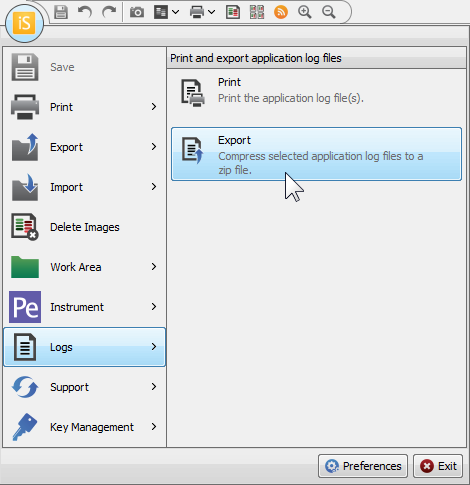 iS
Save
Print
Export
Import
Delete Images
Work Area
Pe
Instrument
Logs
Support
Key Management
Print and export application log files
Print
Print the application log file(s).
Export
Compress selected application log files to a
zip file.
Preferences
Exit